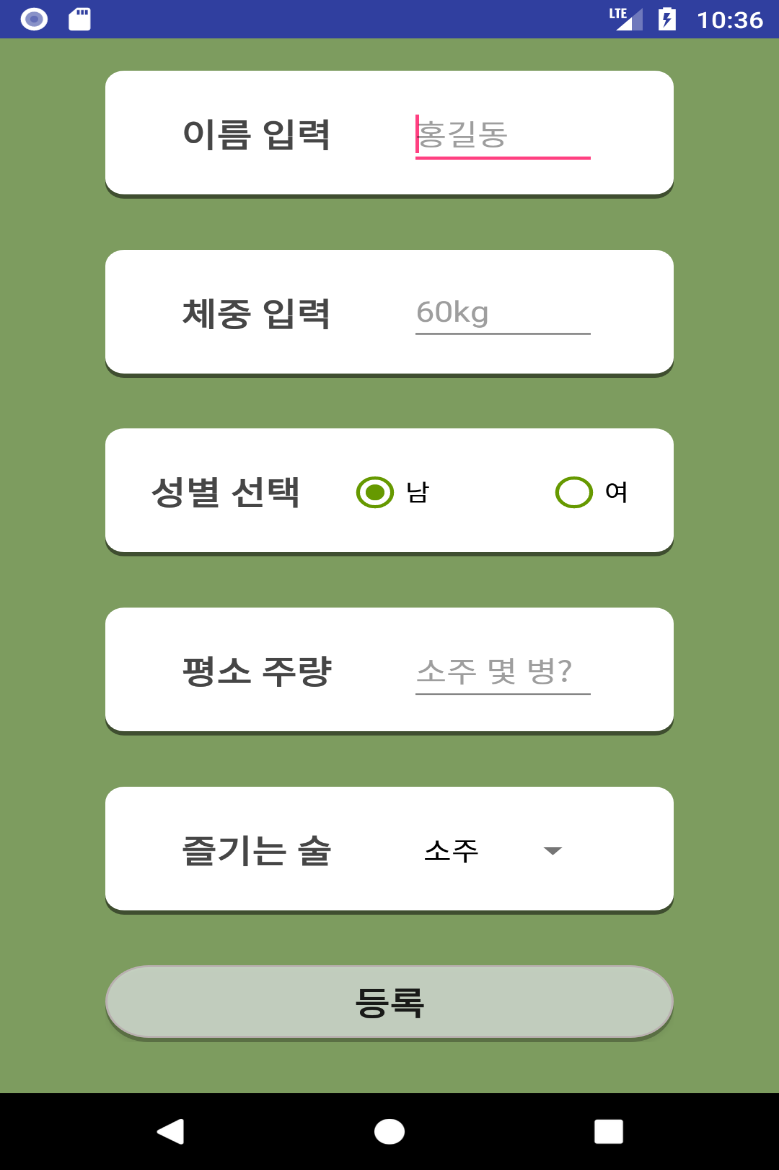 LTE 10:36
이름 입력 홍길동
체중 입력 60kg
성별 선택 남 여
평소 주량 소주 몇 병?
즐기는 술 소주
등록